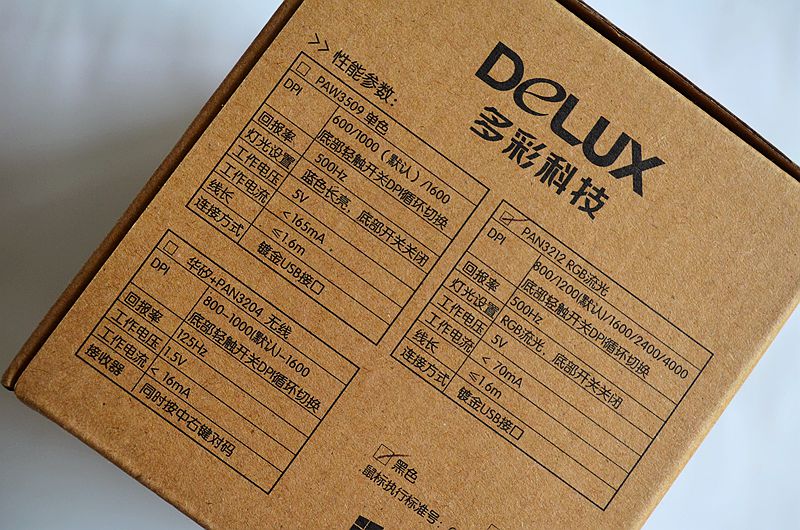 DELUX
多彩科技
>> 性能参数：
□ PAW3509 单色
DPI 600/1000（默认）/1600
底部轻触开关DPI循环切换
回报率 500Hz
灯光设置 蓝色长亮，底部开关关闭
工作电压 5V
工作电流 <165mA
线长 ≤1.6m
连接方式 镀金USB接口
□ 华矽+PAN3204 无线
DPI 800-1000(默认)-1600
底部轻触开关DPI循环切换
回报率 125Hz
工作电压 1.5V
工作电流 < 16mA
接收器 同时按中右键对码
☑ PAN3212 RGB流光
DPI 800/1200(默认)/1600/2400/4000
底部轻触开关DPI循环切换
回报率 500Hz
灯光设置 RGB流光，底部开关关闭
工作电压 5V
工作电流 < 70mA
线长 ≤1.6m
连接方式 镀金USB接口
☑ 黑色
鼠标执行标准号：